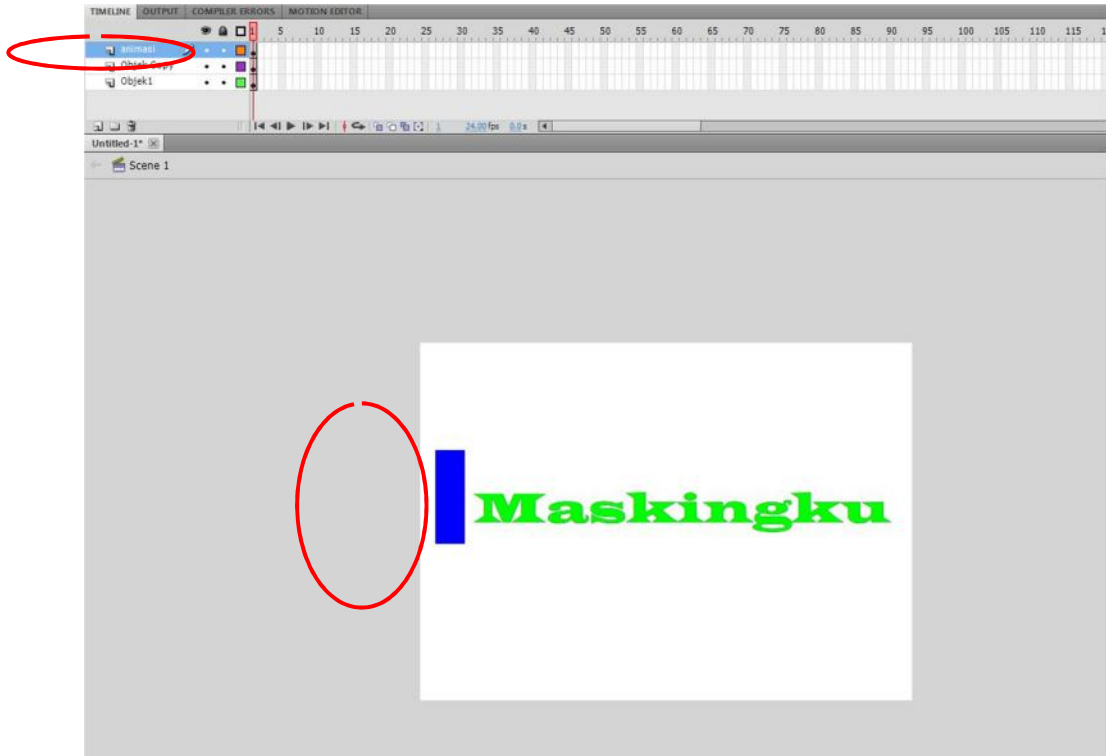 TIMELINE OUTPUT COMPILER ERRORS MOTION EDITOR
1 5 10 15 20 25 30 35 40 45 50 55 60 65 70 75 80 85 90 95 100 105 110 115
animasi
Objek Copy
Objek1
1 24.00 fps 0.0 s
Untitled-1*
Scene 1
Maskingku